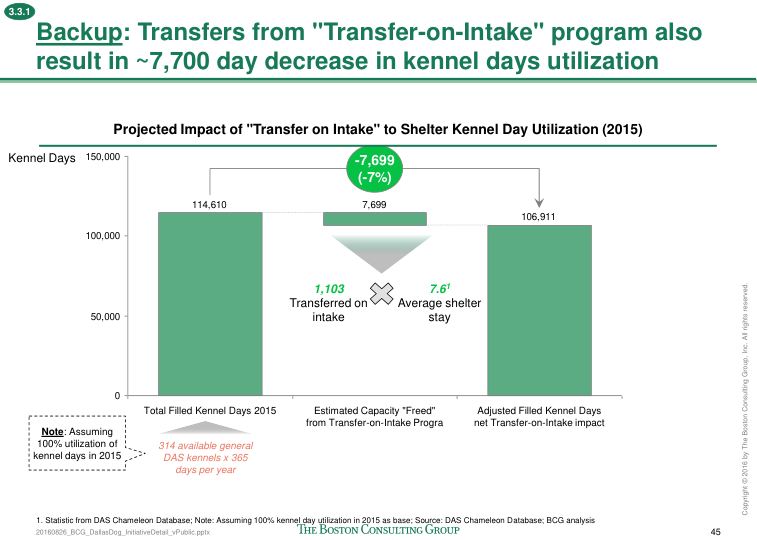 3.3.1
Backup: Transfers from "Transfer-on-Intake" program also
result in ~7,700 day decrease in kennel days utilization
Projected Impact of "Transfer on Intake" to Shelter Kennel Day Utilization (2015)
Kennel Days
150,000
100,000
50,000
0
-7,699
(-7%)
114,610
7,699
106,911
1,103
Transferred on
intake
7.6¹
Average shelter
stay
Total Filled Kennel Days 2015
Estimated Capacity "Freed"
from Transfer-on-Intake Progra
Adjusted Filled Kennel Days
net Transfer-on-Intake impact
Note: Assuming
100% utilization of
kennel days in 2015
314 available general
DAS kennels x 365
days per year
1. Statistic from DAS Chameleon Database; Note: Assuming 100% kennel day utilization in 2015 as base; Source: DAS Chameleon Database; BCG analysis
20160826_BCG_DallasDog_InitiativeDetail_vPublic.pptx
THE BOSTON CONSULTING GROUP
45
Copyright © 2016 by The Boston Consulting Group, Inc. All rights reserved.